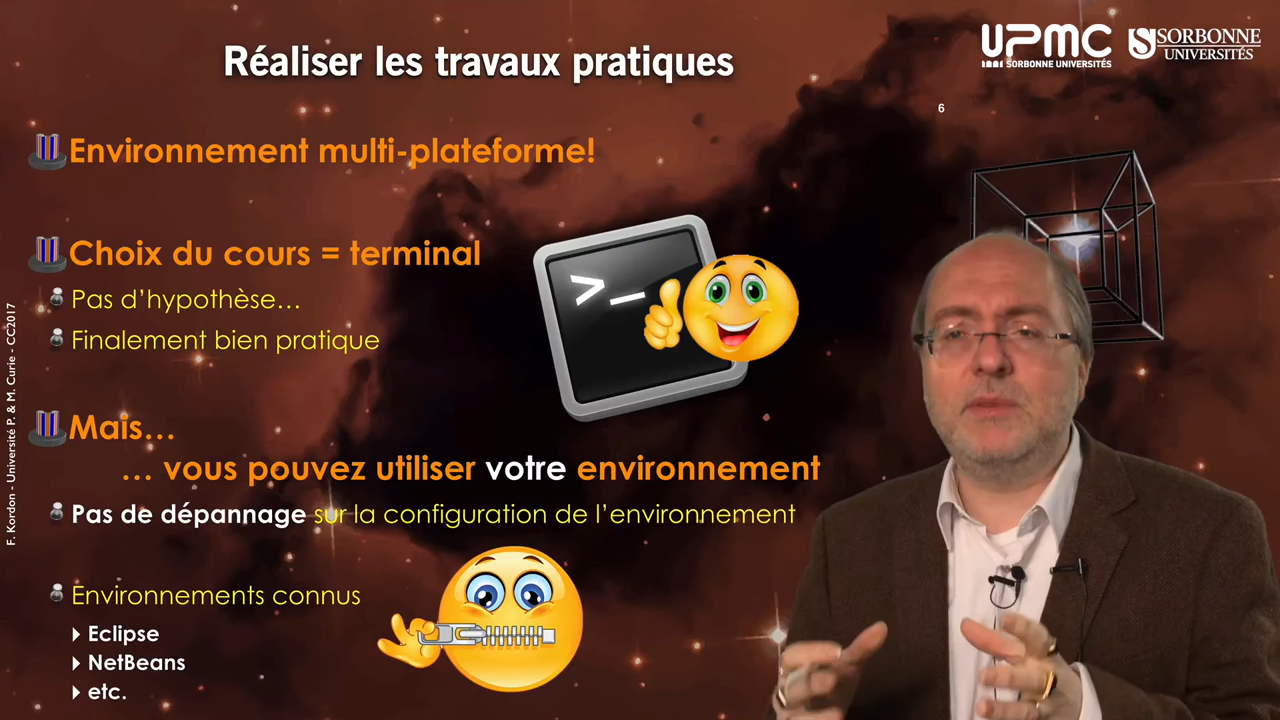 Réaliser les travaux pratiques
UPMC
SORBONNE UNIVERSITÉS
SORBONNE
UNIVERSITÉS
6
Environnement multi-plateforme!
Choix du cours = terminal
Pas d'hypothèse…
Finalement bien pratique
>_
Mais…
… vous pouvez utiliser votre environnement
Pas de dépannage sur la configuration de l'environnement
Environnements connus
Eclipse
NetBeans
etc.
F. Kordon - Université P. & M. Curie - CC2017